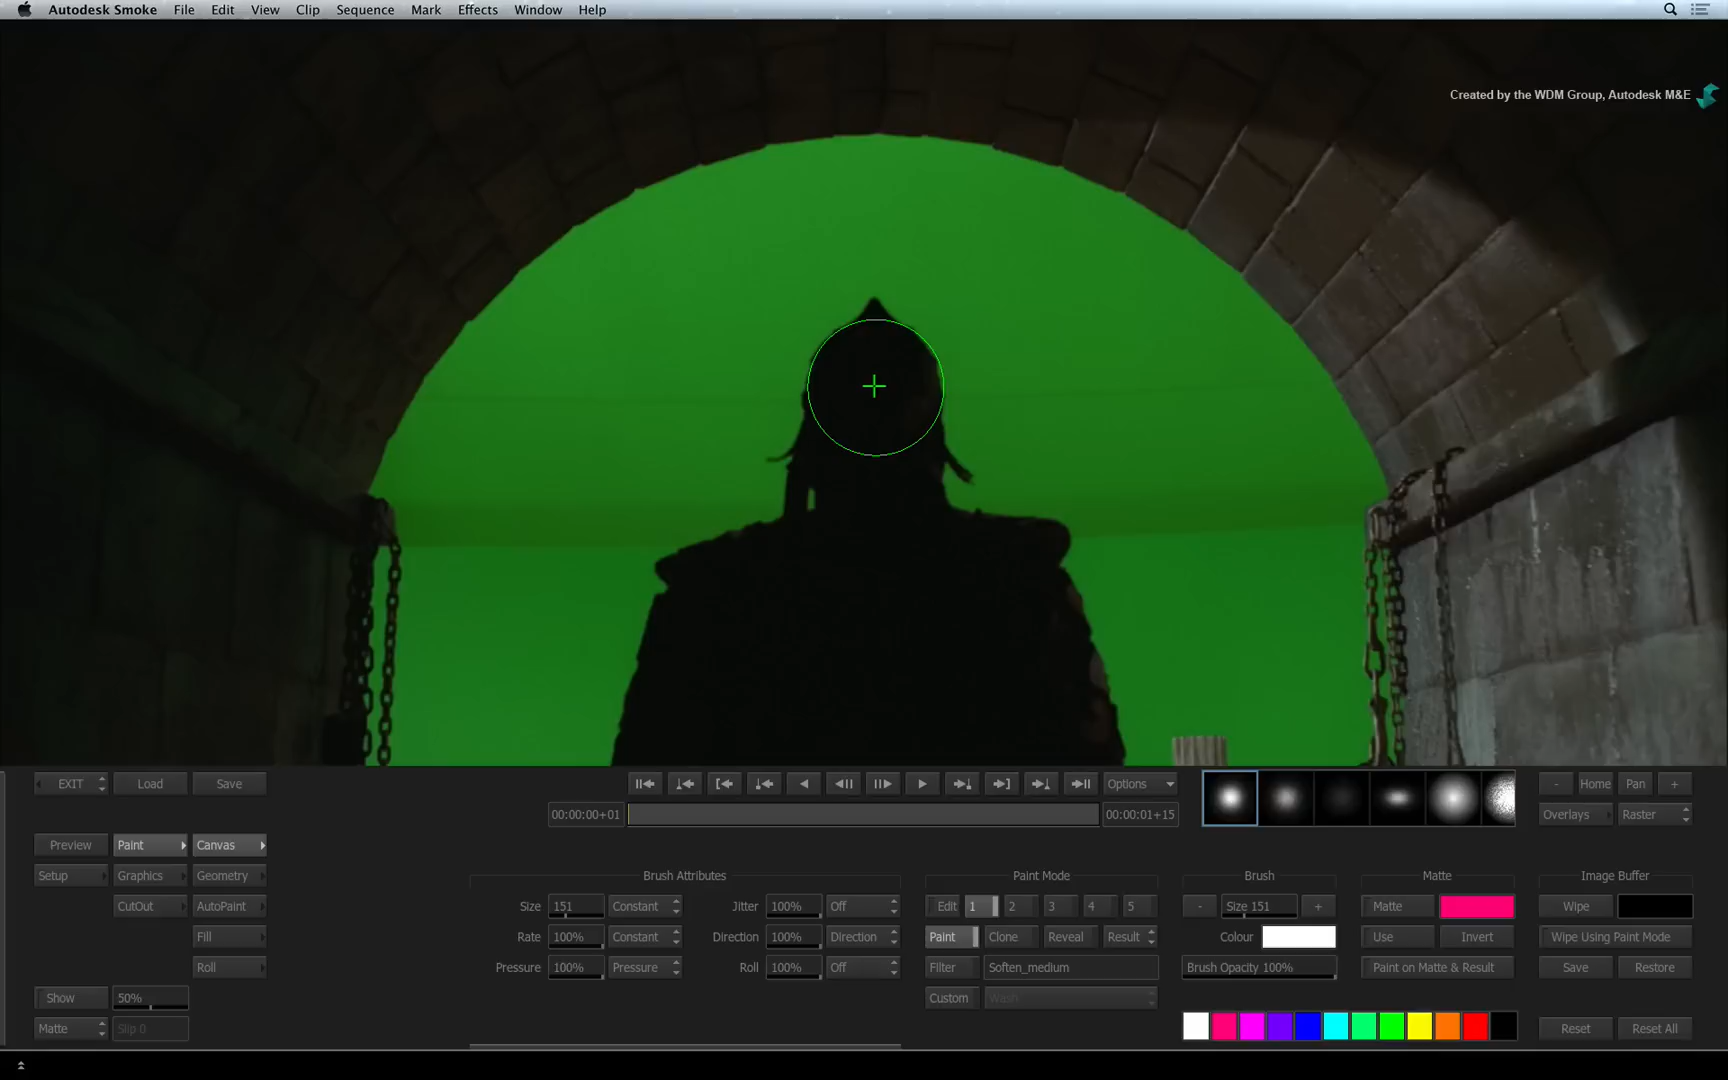 Autodesk Smoke File Edit View Clip Sequence Mark Effects Window Help
Created by the WDM Group, Autodesk M&E
EXIT Load Save Options - Home Pan +
00:00:00+01 00:00:01+15 Overlays Raster
Preview Paint Canvas
Setup Graphics Geometry Brush Attributes Paint Mode Brush Matte Image Buffer
CutOut AutoPaint Size 151 Constant Jitter 100% Off Edit 1 2 3 4 5 - Size 151 + Matte Wipe
Fill Rate 100% Constant Direction 100% Direction Paint Clone Reveal Result Colour Use Invert Wipe Using Paint Mode
Roll Pressure 100% Pressure Roll 100% Off Filter Soften_medium Brush Opacity 100% Paint on Matte & Result Save Restore
Show 50% Custom Wash
Matte Slip 0 Reset Reset All